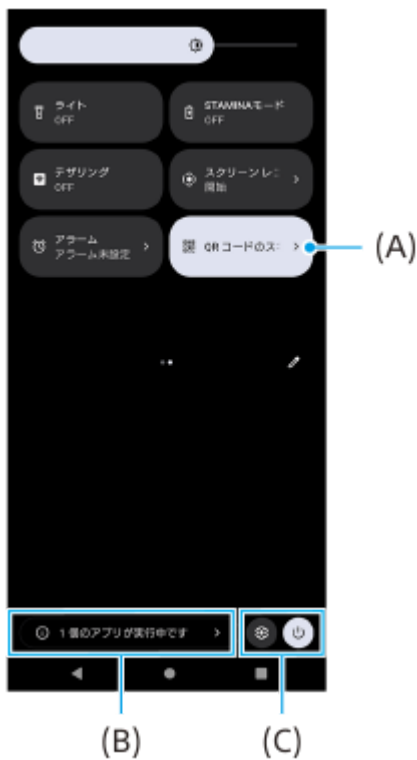 ライト
OFF
STAMINAモード
OFF
テザリング
OFF
スクリーンレ
開始
アラーム
アラーム未設定
QRコードのス
(A)
1個のアプリが実行中です
(B)
(C)